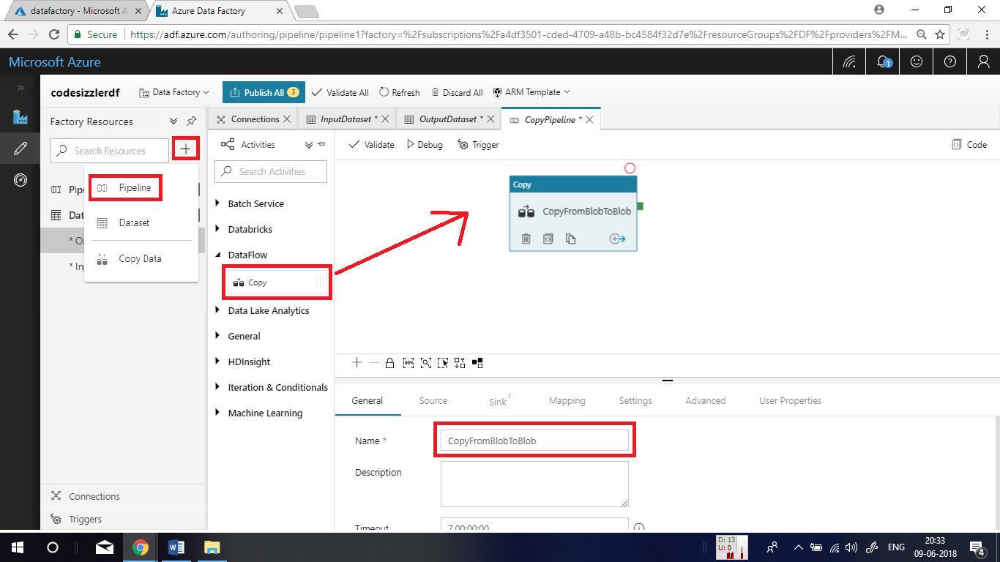 datafactory - Microsoft A
Azure Data Factory
Secure
https://adf.azure.com/authoring/pipeline/pipeline1?factory=%2Fsubscriptions%2Fa4df3501-cded-4709-a48b-bc4584f32d7e%2FresourceGroups%2FDF%2Fproviders%2FM...
Microsoft Azure
1
codesizzlerdf
Data Factory
Publish All 3
Validate All
Refresh
Discard All
ARM Template
Factory Resources
Connections
InputDataset *
OutputDataset *
CopyPipeline *
Search Resources
Activities
Validate
Debug
Trigger
Code
Search Activities
Pipeline
Dataset
Copy Data
Batch Service
Databricks
DataFlow
Copy
Data Lake Analytics
General
HDInsight
Iteration & Conditionals
Machine Learning
Copy
CopyFromBlobToBlob
100%
General
Source
Sink 1
Mapping
Settings
Advanced
User Properties
Name *
CopyFromBlobToBlob
Description
Timeout
7.00:00:00
Connections
Triggers
D: 13
U: 0
ENG
20:33
09-06-2018
4